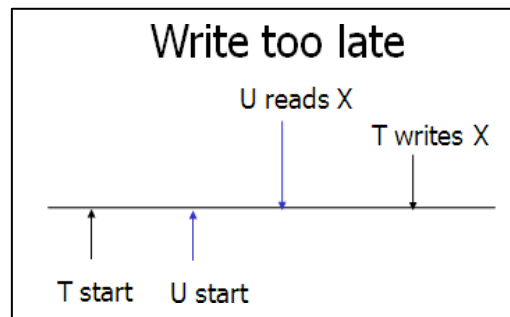 Write too late
U reads X
T writes X
T start
U start